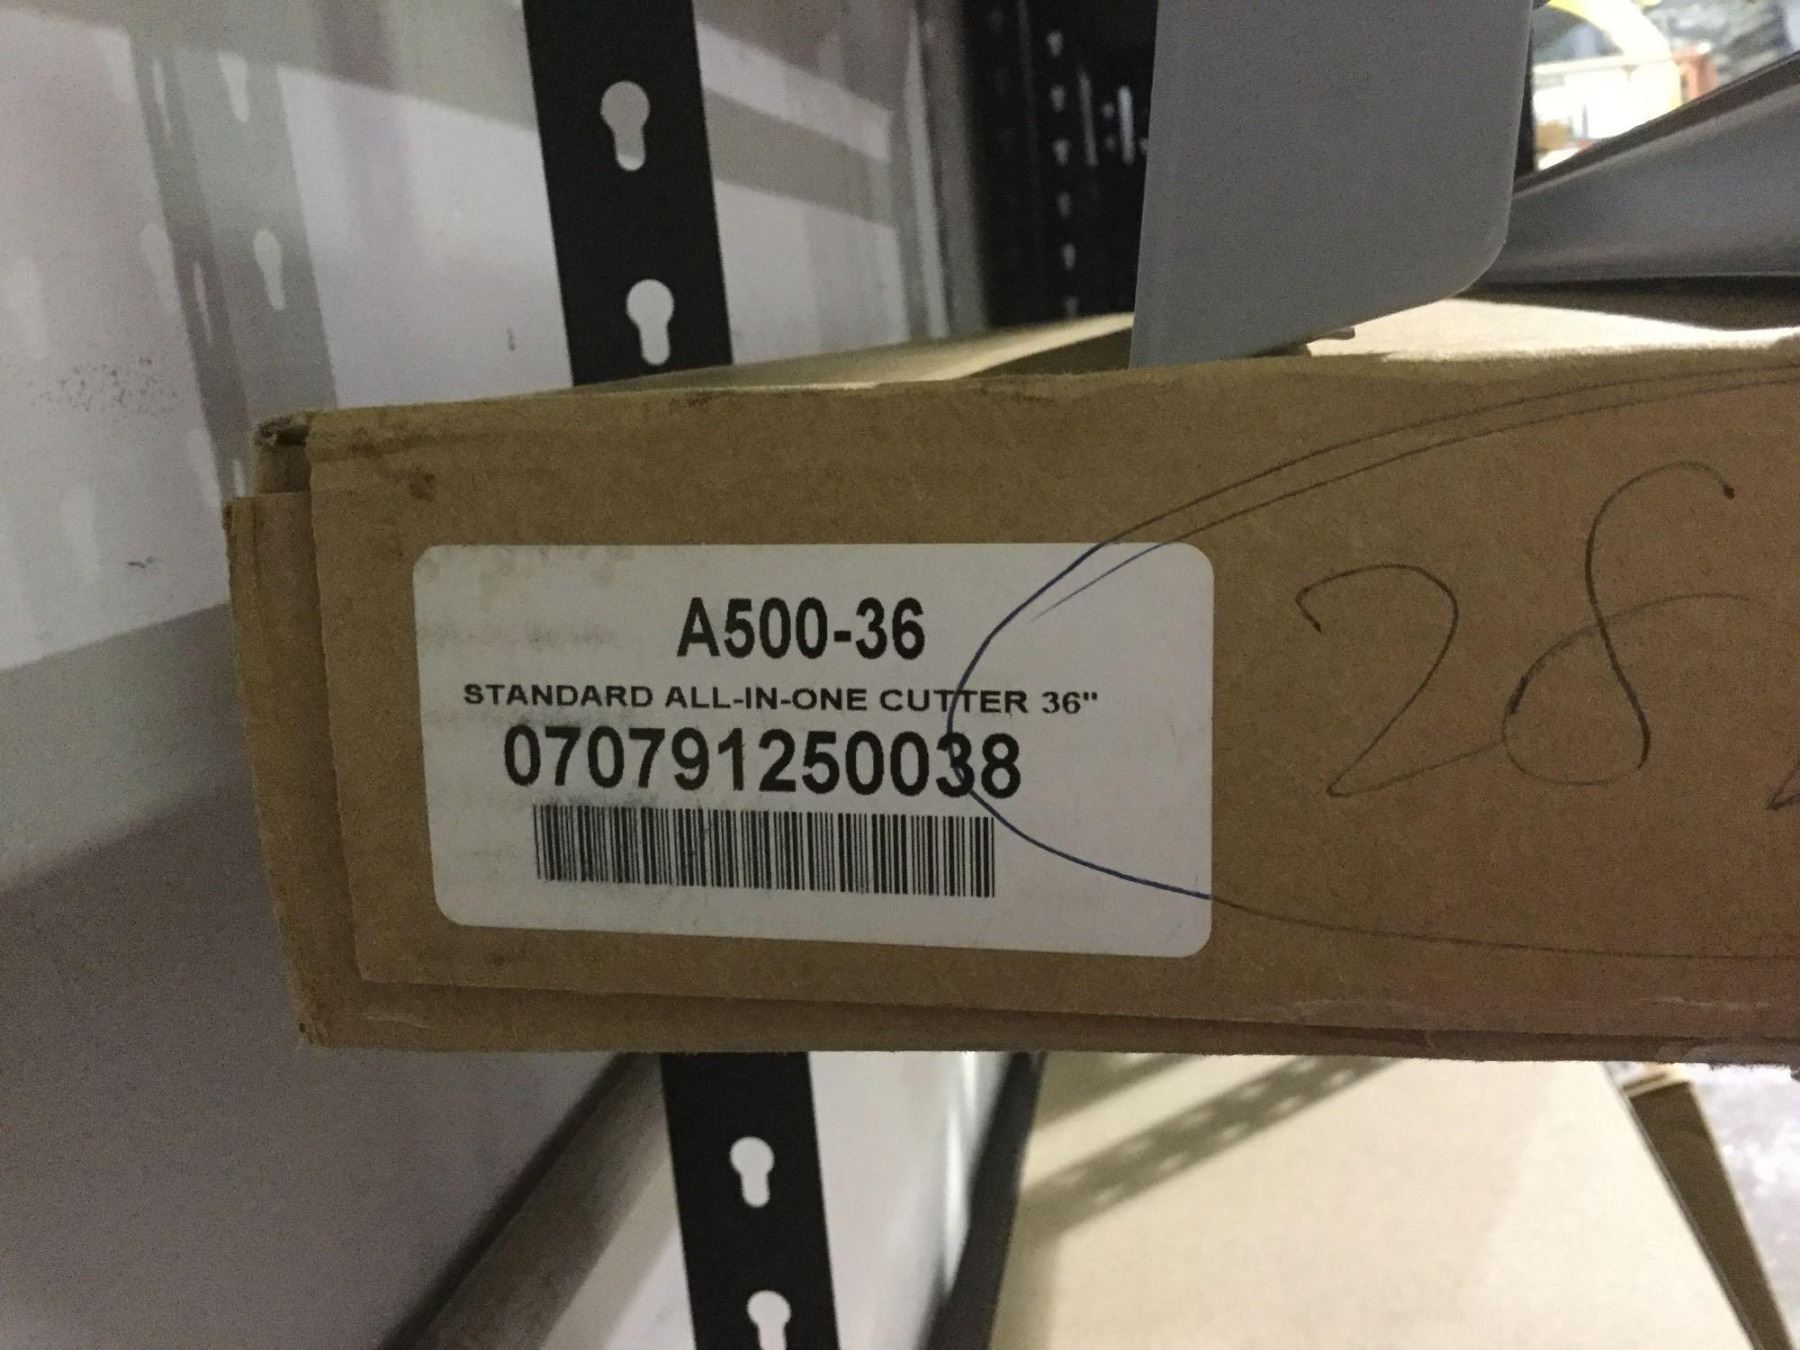 A500-36
STANDARD ALL-IN-ONE CUTTER 36"
070791250038
28